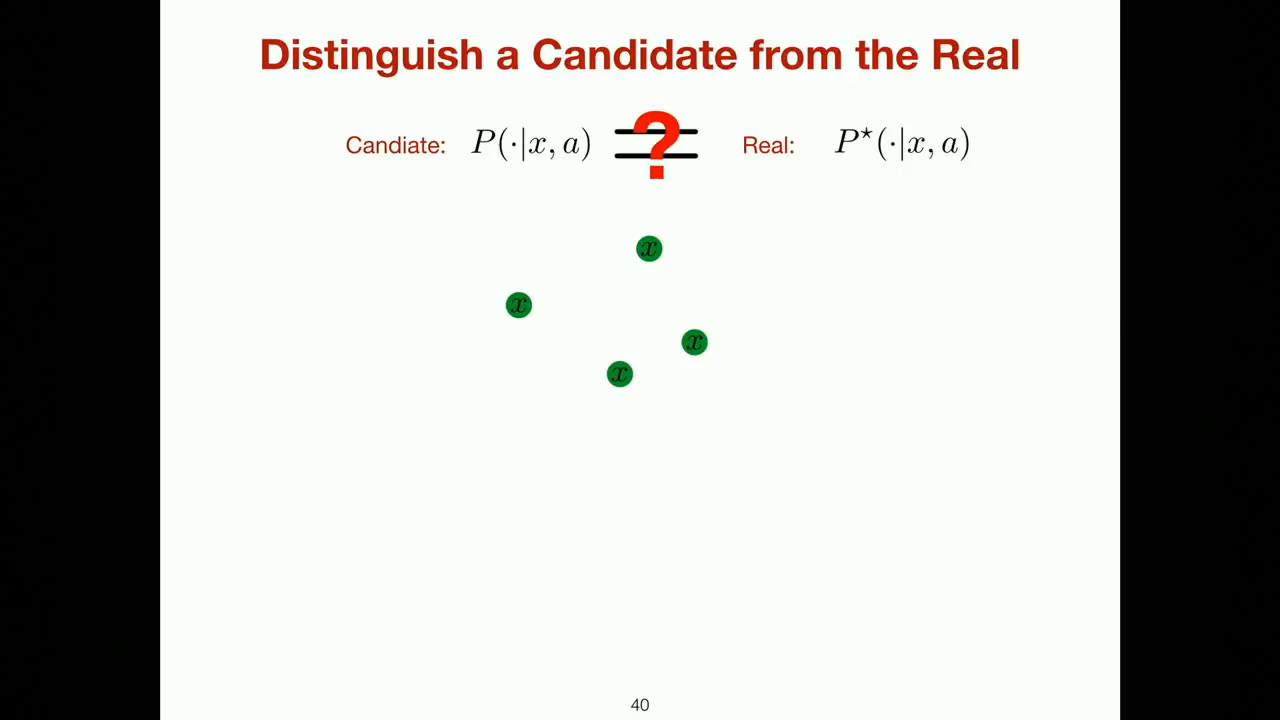 Distinguish a Candidate from the Real
Candiate: P(·|x, a) = ? Real: P⋆(·|x, a)
x
x
x
x
40